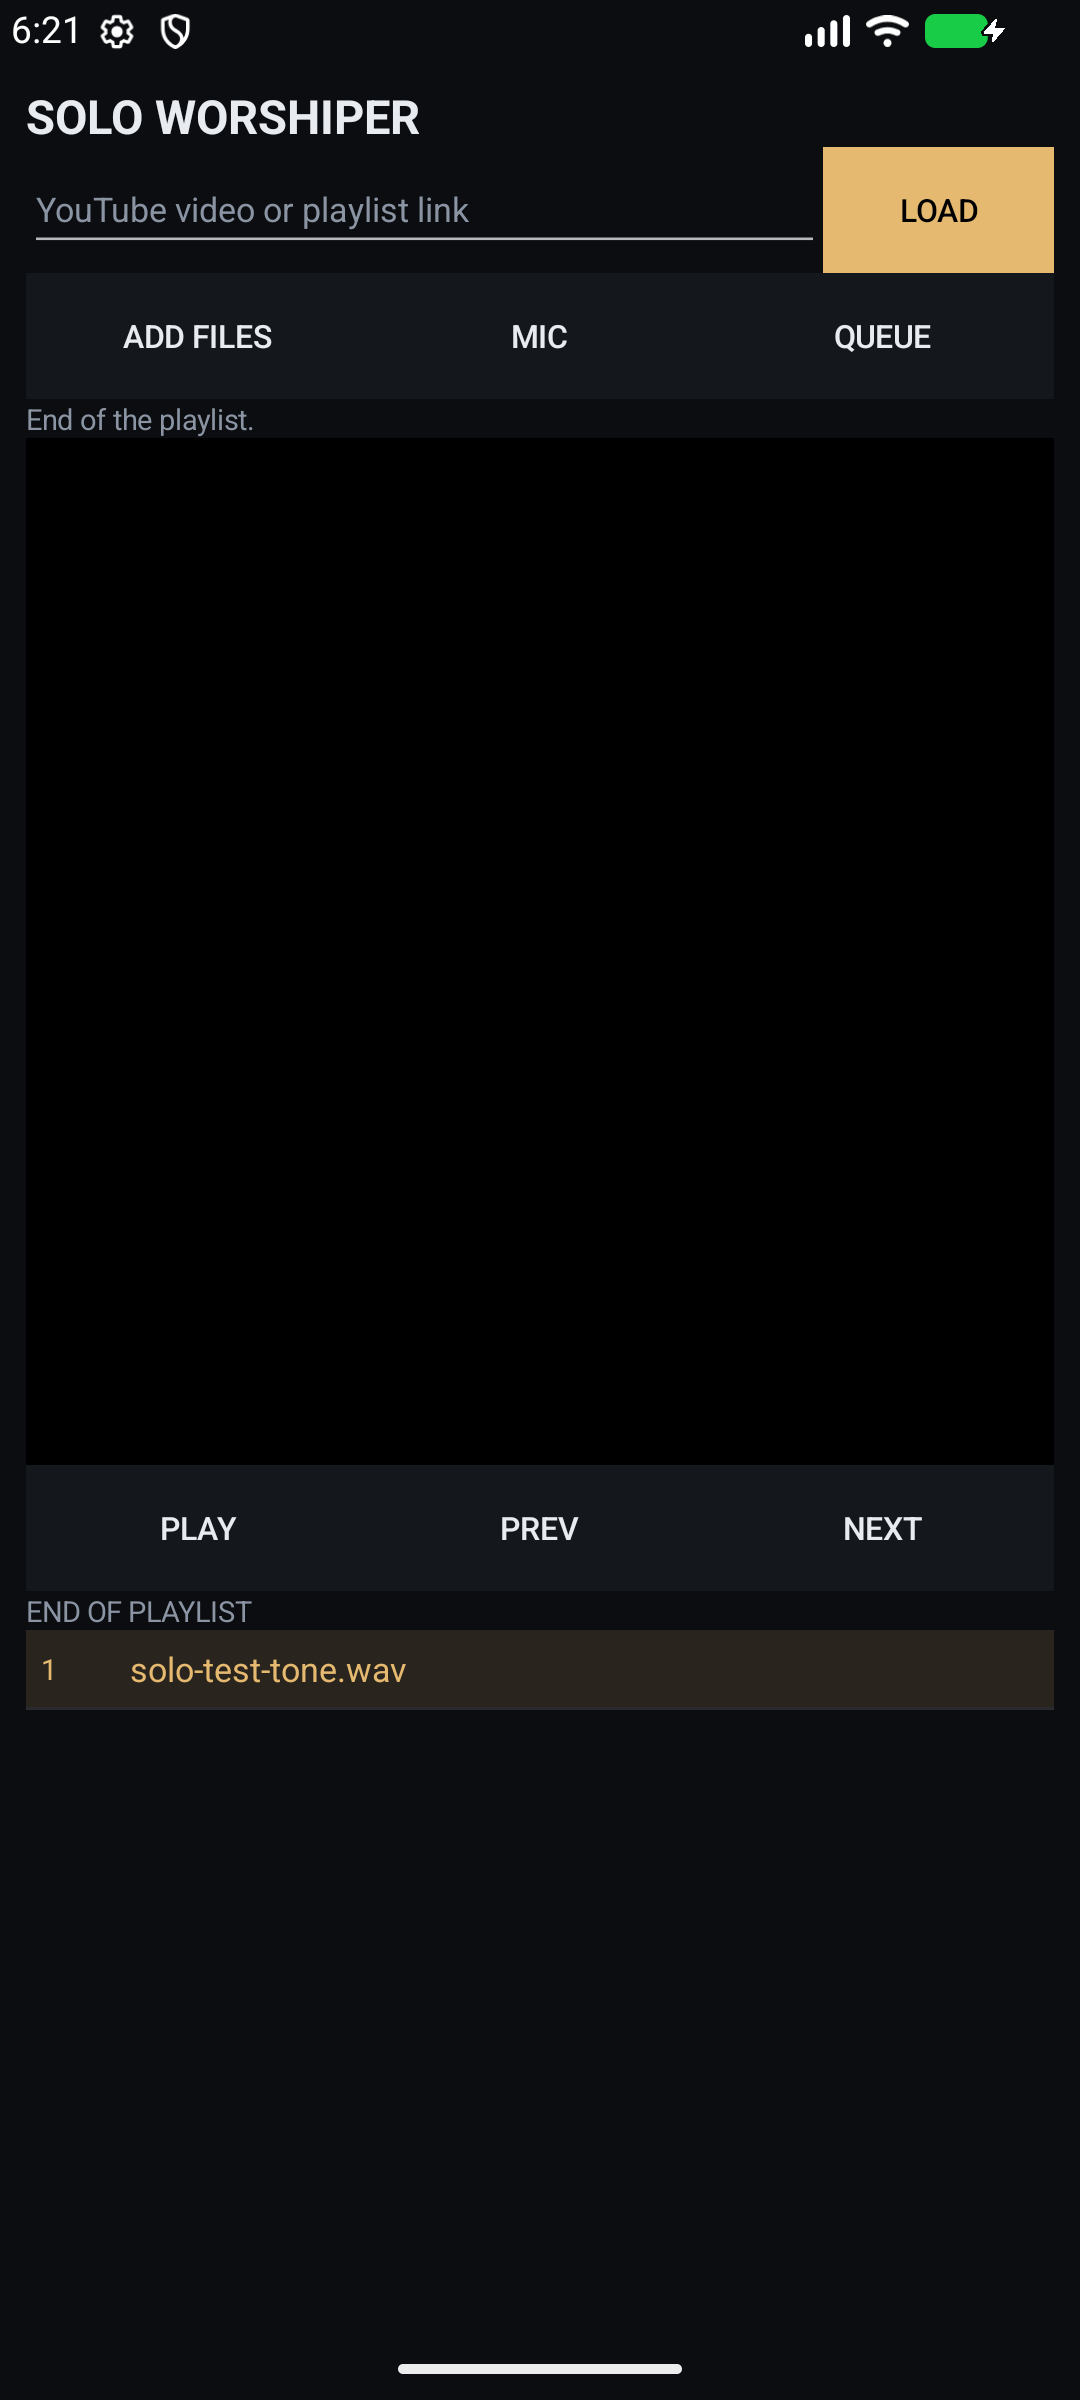 6:21
SOLO WORSHIPER
YouTube video or playlist link
LOAD
ADD FILES MIC QUEUE
End of the playlist.
PLAY PREV NEXT
END OF PLAYLIST
1 solo-test-tone.wav